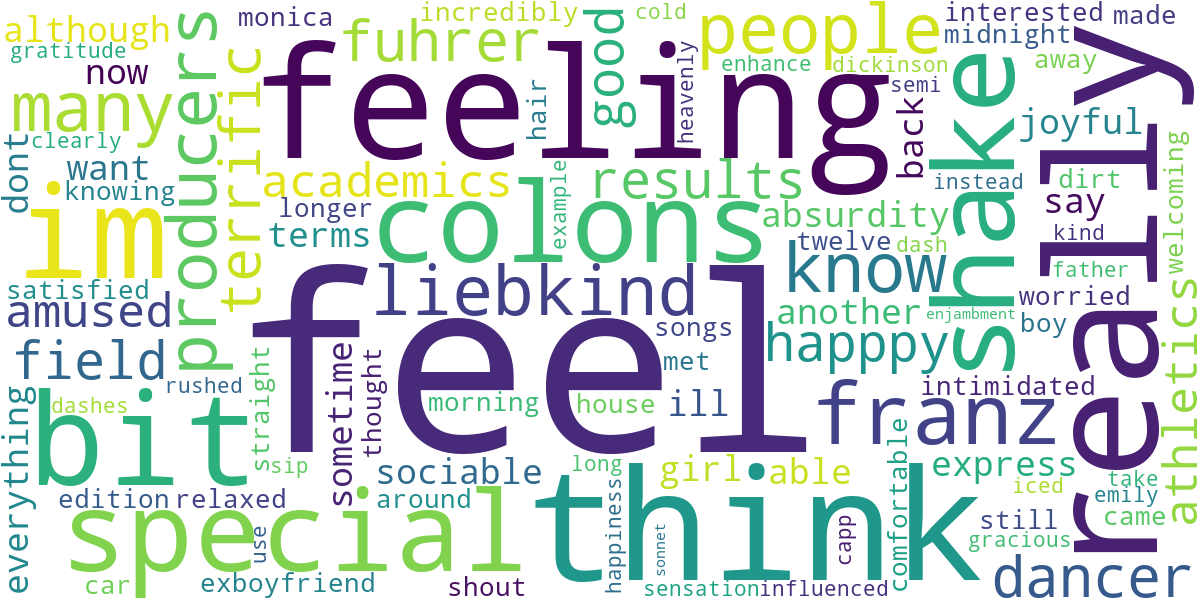 although
gratitude
now
many
clearly
dont
want
knowing
im
satisfied
amused
field
rushed
dashes
everything
bit
edition
relaxed
special
car
exboyfriend
producers
terrific
monica
incredibly
cold
fuhrer
feeling
hair
good
people
enhance
dickinson
heavenly
semi
interested
made
midnight
away
back
joyful
shake
really
academics
results
longer
terms
colons
example
absurdity
twelve
dash
know
instead
dirt
say
kind
father
welcoming
worried
boy
enjambment
another
happpy
liebkind
songs
met
feel
straight
sip
sometime
thought
morning
house
ill
franz
intimidated
athletics
sociable
around
use
shout
long
happiness
sonnet
girl
able
think
sensation
influenced
capp
comfortable
express
iced
take
emily
came
still
gracious
dancer